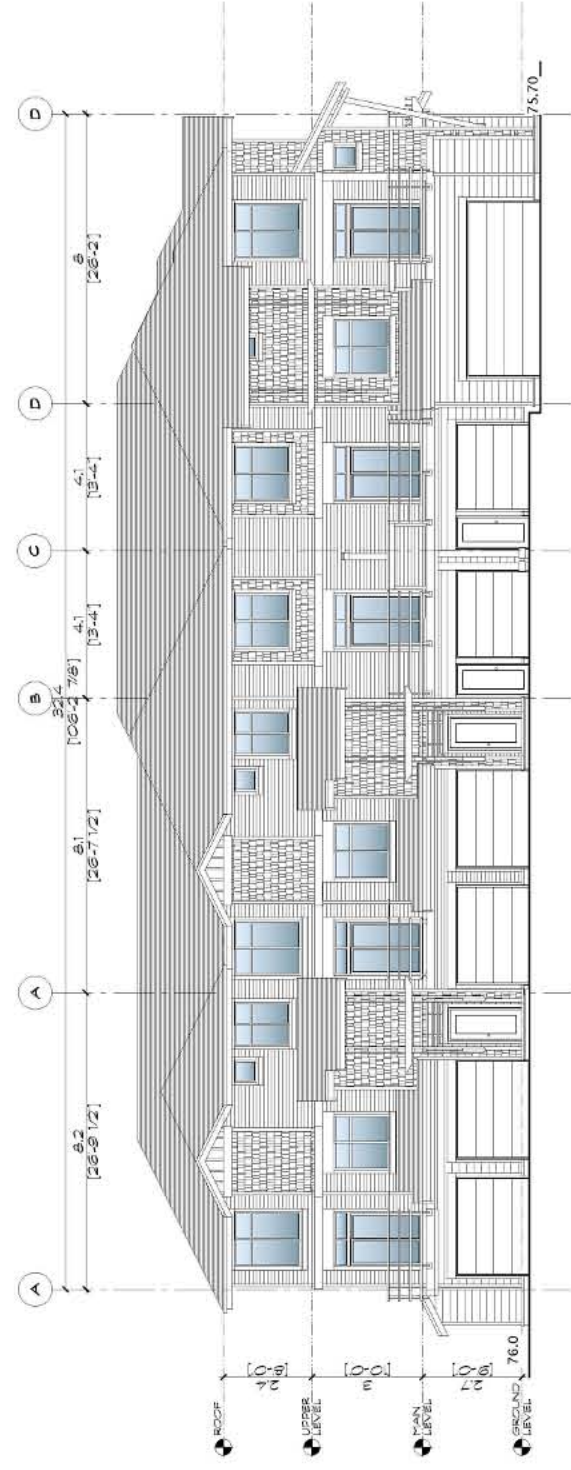 A
A
B
C
D
D
32.4
[106'-2 7/8"]
8.2
[26'-9 1/2"]
8.1
[26'-7 1/2"]
4.1
[13'-4"]
4.1
[13'-4"]
8
[26'-2"]
ROOF
2.4
[8'-0"]
UPPER
LEVEL
3
[10'-0"]
MAIN
LEVEL
2.7
[9'-0"]
GROUND
LEVEL
76.0
75.70